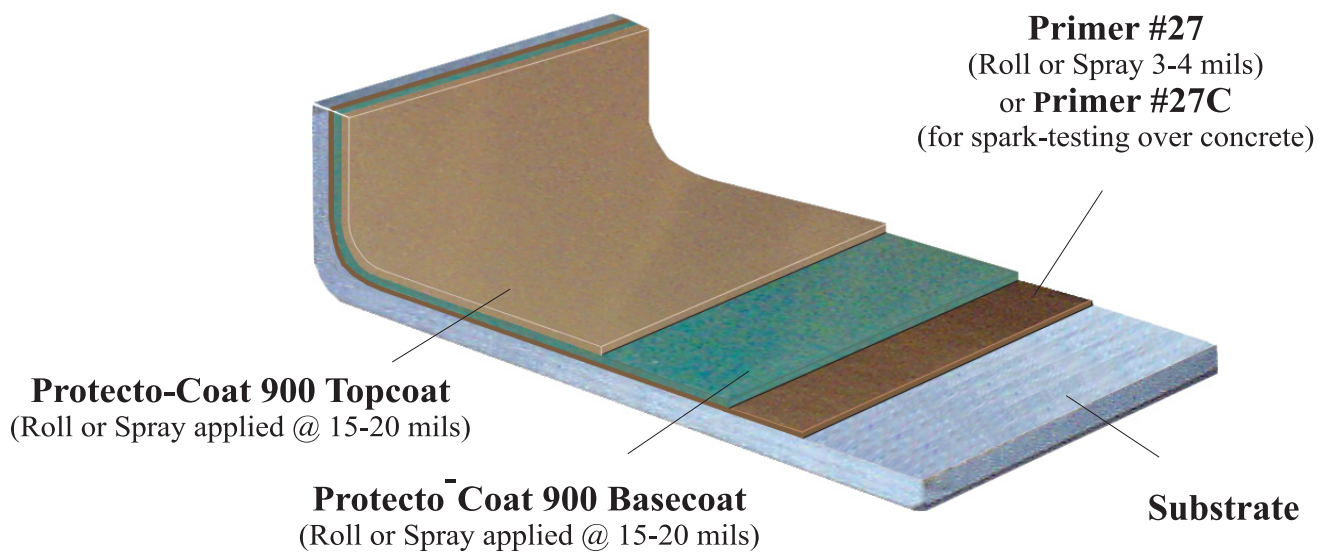 Primer #27
(Roll or Spray 3-4 mils)
or Primer #27C
(for spark-testing over concrete)
Protecto-Coat 900 Topcoat
(Roll or Spray applied @ 15-20 mils)
Protecto-Coat 900 Basecoat
(Roll or Spray applied @ 15-20 mils)
Substrate